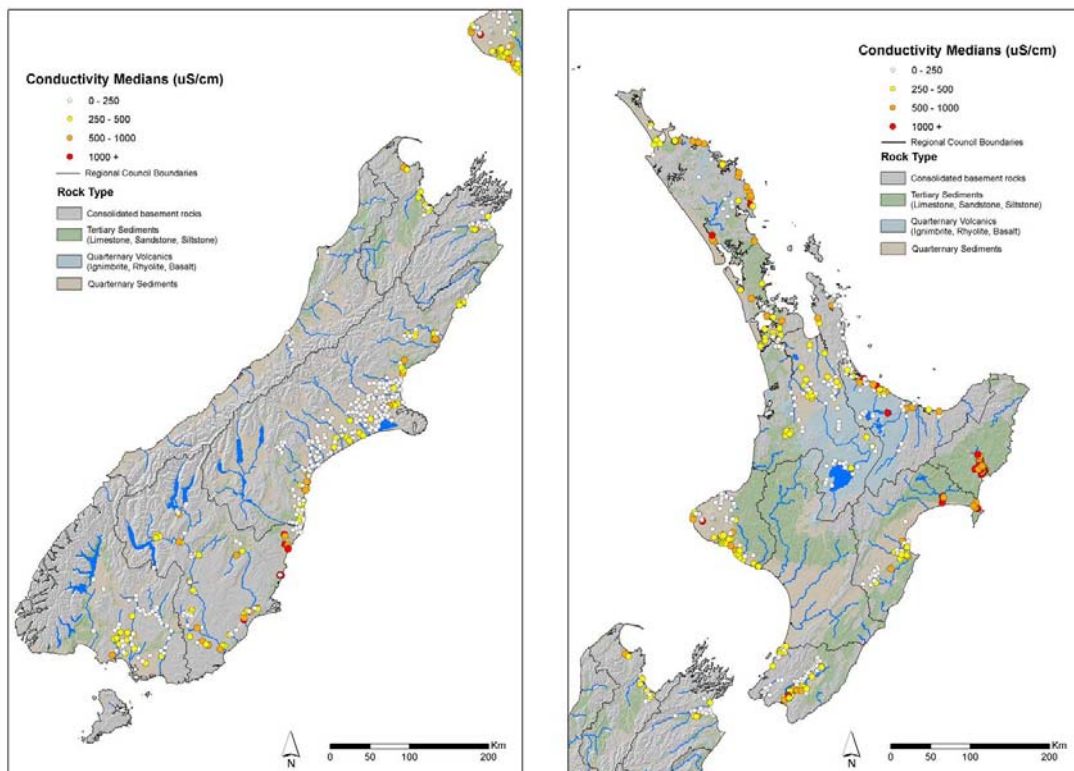 Conductivity Medians (uS/cm)
0 - 250
250 - 500
500 - 1000
1000 +
Regional Council Boundaries
Rock Type
Consolidated basement rocks
Tertiary Sediments
(Limestone, Sandstone, Siltstone)
Quarternary Volcanics
(Ignimbrite, Rhyolite, Basalt)
Quarternary Sediments
N
Km
0 50 100 200
Conductivity Medians (uS/cm)
0 - 250
250 - 500
500 - 1000
1000 +
Regional Council Boundaries
Rock Type
Consolidated basement rocks
Tertiary Sediments
(Limestone, Sandstone, Siltstone)
Quarternary Volcanics
(Ignimbrite, Rhyolite, Basalt)
Quarternary Sediments
N
Km
0 50 100 200